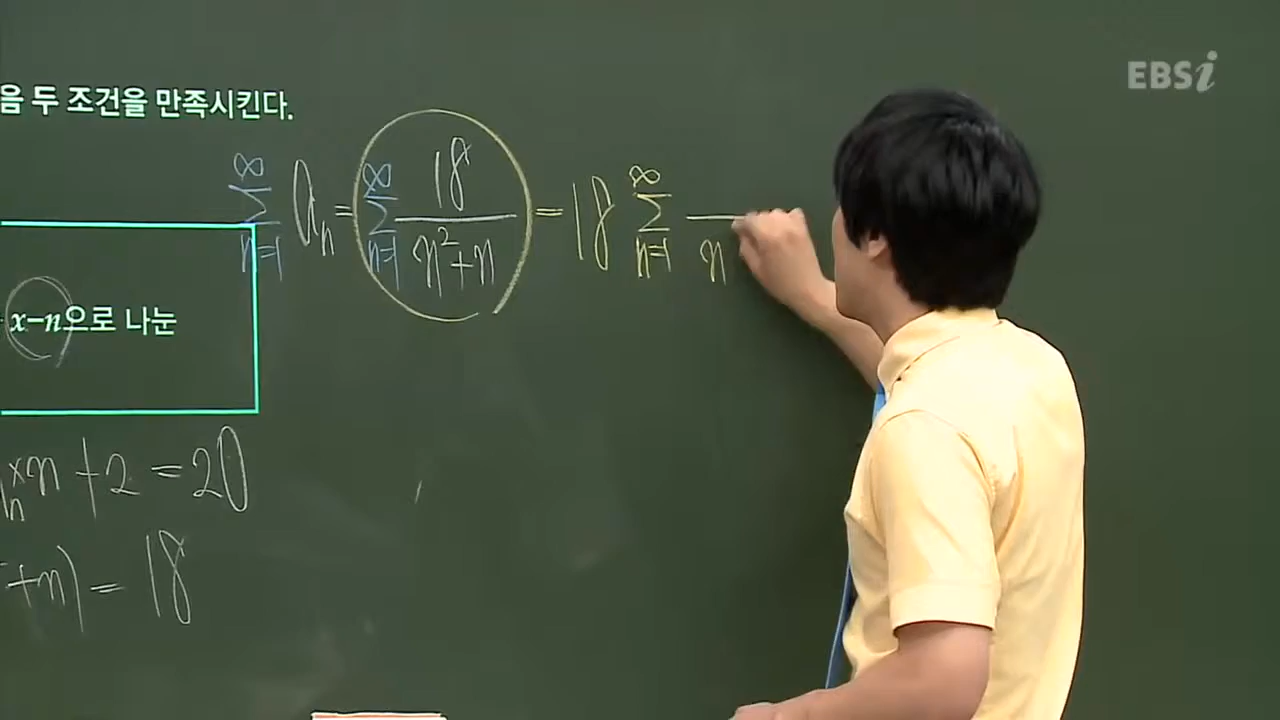 EBSi
음 두 조건을 만족시킨다.
∞ ∞ 18 ∞
∑ aₙ = ∑ ――― = 18 ∑ ―
n=1 n=1 n²+n n=1 n
x-n으로 나눈
n×n+2=20
+n)=18